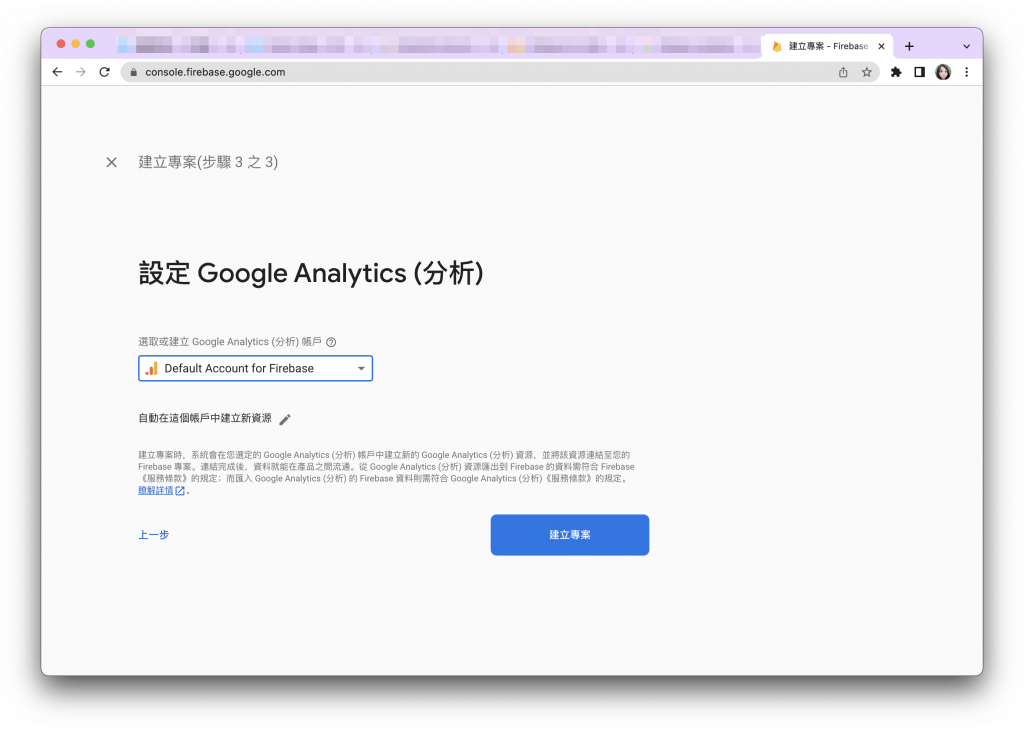 建立專案 - Firebase
console.firebase.google.com
建立專案(步驟 3 之 3)
設定 Google Analytics (分析)
選取或建立 Google Analytics (分析) 帳戶
Default Account for Firebase
自動在這個帳戶中建立新資源
建立專案時，系統會在您選定的 Google Analytics (分析) 帳戶中建立新的 Google Analytics (分析) 資源，並將該資源連結至您的
Firebase 專案。連結完成後，資料就能在產品之間流通。從 Google Analytics (分析) 資源匯出到 Firebase 的資料需符合 Firebase
《服務條款》的規定；而匯入 Google Analytics (分析) 的 Firebase 資料則需符合 Google Analytics (分析)《服務條款》的規定。
瞭解詳情。
上一步
建立專案